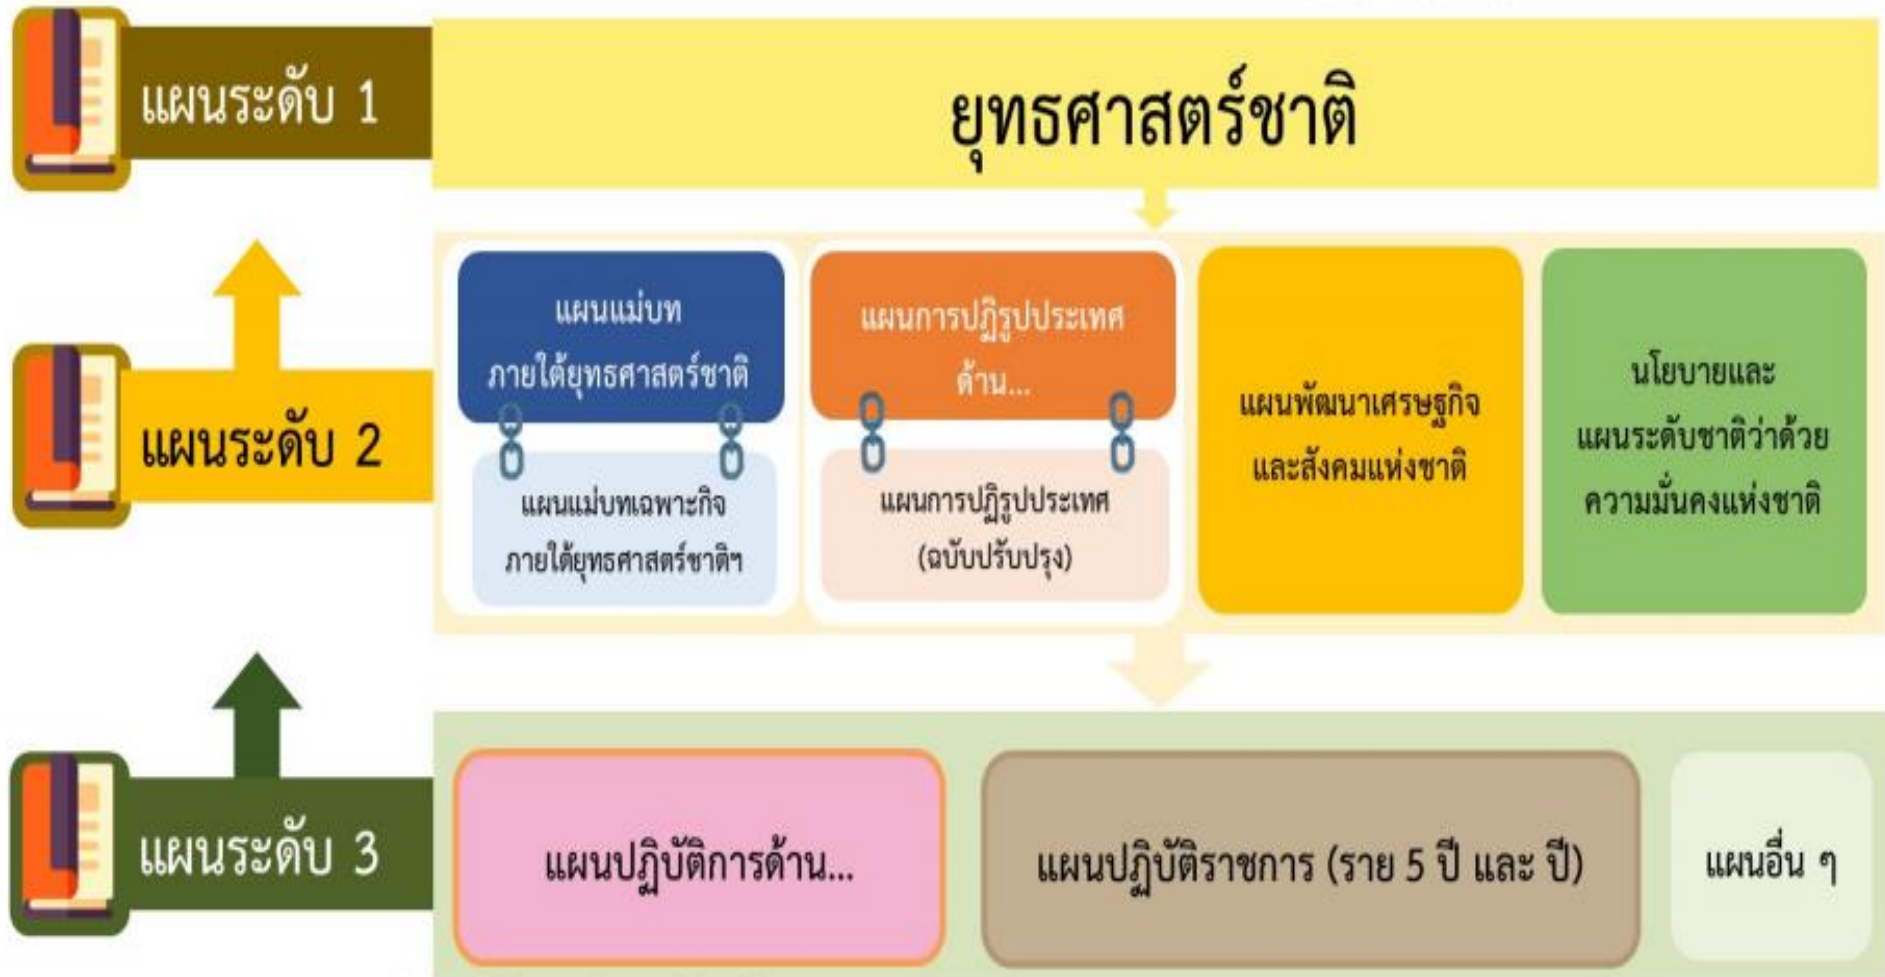 แผนระดับ 1
ยุทธศาสตร์ชาติ
แผนระดับ 2
แผนแม่บท
ภายใต้ยุทธศาสตร์ชาติ
แผนแม่บทเฉพาะกิจ
ภายใต้ยุทธศาสตร์ชาติฯ
แผนการปฏิรูปประเทศ
ด้าน...
แผนการปฏิรูปประเทศ
(ฉบับปรับปรุง)
แผนพัฒนาเศรษฐกิจ
และสังคมแห่งชาติ
นโยบายและ
แผนระดับชาติว่าด้วย
ความมั่นคงแห่งชาติ
แผนระดับ 3
แผนปฏิบัติการด้าน...
แผนปฏิบัติราชการ (ราย 5 ปี และ ปี)
แผนอื่น ๆ